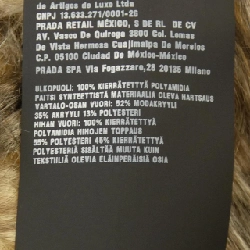 de Artigos de Luxo Ltda
CNPJ 13.633.271/0001-28
PRADA RETAIL MÉXICO, S DE RL. DE CV
AV. Vasco De Quiroga 3800 Col. Lomas
De Vista Hermosa Cuajimalpa De Morelos
C.P. 05100 Ciudad De México-México
PRADA SPA Via Fogazzaro,28 20135 Milano
ULKOPUOLI: 100% KIERRÄTETTYÄ POLYAMIDIA
PAITSI SYNTEETTISTÄ MATERIAALIA OLEVA HARTGAUS
VARTALO-OSAN VUORI: 52% MODAKRYYLI
35% AKRYYLI 13% POLYESTERI
HIHAN VUORI: 100% KIERRÄTETTYÄ
POLYAMIDIA HIHOJEN TOPPAUS
55% POLYESTERI 45% KIERRÄTETTYÄ
POLYESTERIÄ SISÄLTÄÄ MUUTA KUIN
TEKSTIILIÄ OLEVIA ELÄINPERÄISIÄ OSIA